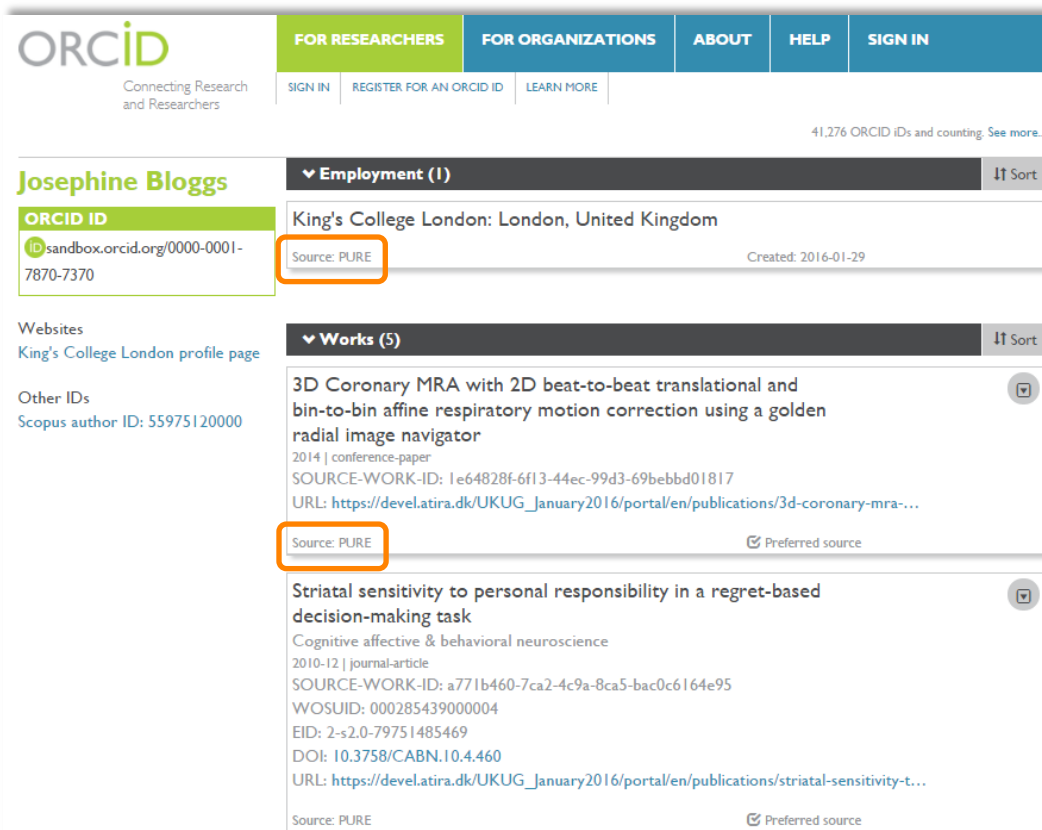 ORCiD
Connecting Research
and Researchers
FOR RESEARCHERS
FOR ORGANIZATIONS
ABOUT
HELP
SIGN IN
SIGN IN
REGISTER FOR AN ORCID ID
LEARN MORE
41,276 ORCID iDs and counting. See more..
Josephine Bloggs
ORCID ID
iD sandbox.orcid.org/0000-0001-
7870-7370
Websites
King's College London profile page
Other IDs
Scopus author ID: 55975120000
Employment (1)
Sort
King's College London: London, United Kingdom
Source: PURE
Created: 2016-01-29
Works (5)
Sort
3D Coronary MRA with 2D beat-to-beat translational and
bin-to-bin affine respiratory motion correction using a golden
radial image navigator
2014 | conference-paper
SOURCE-WORK-ID: 1e64828f-6f13-44ec-99d3-69bebbd01817
URL: https://devel.atira.dk/UKUG_January2016/portal/en/publications/3d-coronary-mra-…
Source: PURE
Preferred source
Striatal sensitivity to personal responsibility in a regret-based
decision-making task
Cognitive affective & behavioral neuroscience
2010-12 | journal-article
SOURCE-WORK-ID: a771b460-7ca2-4c9a-8ca5-bac0c6164e95
WOSUID: 000285439000004
EID: 2-s2.0-79751485469
DOI: 10.3758/CABN.10.4.460
URL: https://devel.atira.dk/UKUG_January2016/portal/en/publications/striatal-sensitivity-t…
Source: PURE
Preferred source